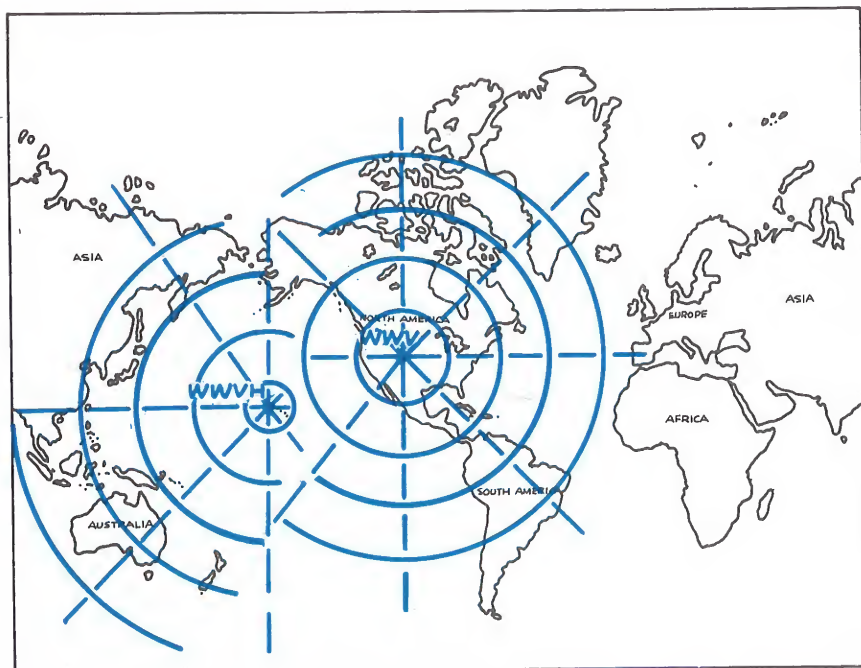 ASIA
NORTH AMERICA
WWV
EUROPE
ASIA
WWVH
AFRICA
SOUTH AMERICA
AUSTRALIA